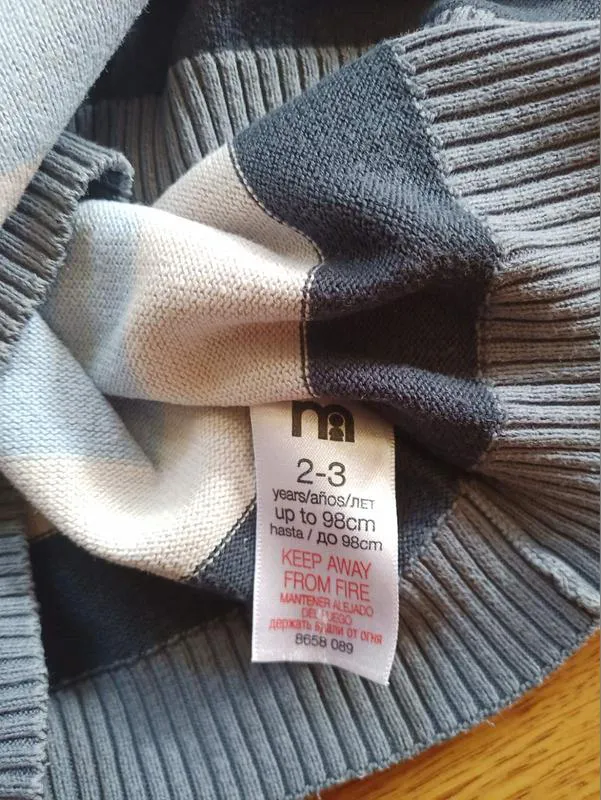 m
2-3
years/años/ЛЕТ
up to 98cm
hasta / до 98cm
KEEP AWAY
FROM FIRE
MANTENER ALEJADO
DEL FUEGO
держать вдали от огня
8658 089